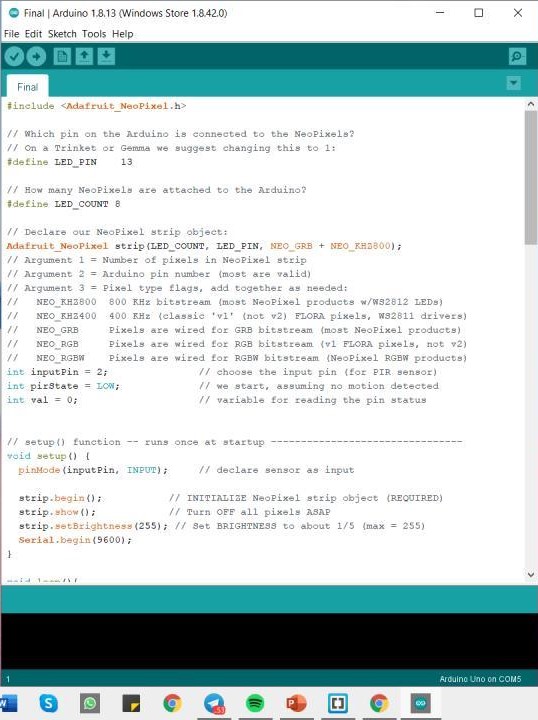 Final | Arduino 1.8.13 (Windows Store 1.8.42.0)
File Edit Sketch Tools Help
Final
#include <Adafruit_NeoPixel.h>
// Which pin on the Arduino is connected to the NeoPixels?
// On a Trinket or Gemma we suggest changing this to 1:
#define LED_PIN    13
// How many NeoPixels are attached to the Arduino?
#define LED_COUNT 8
// Declare our NeoPixel strip object:
Adafruit_NeoPixel strip(LED_COUNT, LED_PIN, NEO_GRB + NEO_KHZ800);
// Argument 1 = Number of pixels in NeoPixel strip
// Argument 2 = Arduino pin number (most are valid)
// Argument 3 = Pixel type flags, add together as needed:
//   NEO_KHZ800  800 KHz bitstream (most NeoPixel products w/WS2812 LEDs)
//   NEO_KHZ400  400 KHz (classic 'v1' (not v2) FLORA pixels, WS2811 drivers)
//   NEO_GRB     Pixels are wired for GRB bitstream (most NeoPixel products)
//   NEO_RGB     Pixels are wired for RGB bitstream (v1 FLORA pixels, not v2)
//   NEO_RGBW    Pixels are wired for RGBW bitstream (NeoPixel RGBW products)
int inputPin = 2;               // choose the input pin (for PIR sensor)
int pirState = LOW;             // we start, assuming no motion detected
int val = 0;                    // variable for reading the pin status
// setup() function -- runs once at startup --------------------------------
void setup() {
  pinMode(inputPin, INPUT);     // declare sensor as input
  strip.begin();           // INITIALIZE NeoPixel strip object (REQUIRED)
  strip.show();            // Turn OFF all pixels ASAP
  strip.setBrightness(255); // Set BRIGHTNESS to about 1/5 (max = 255)
  Serial.begin(9600);
}
void loop(){
1
Arduino Uno on COM5